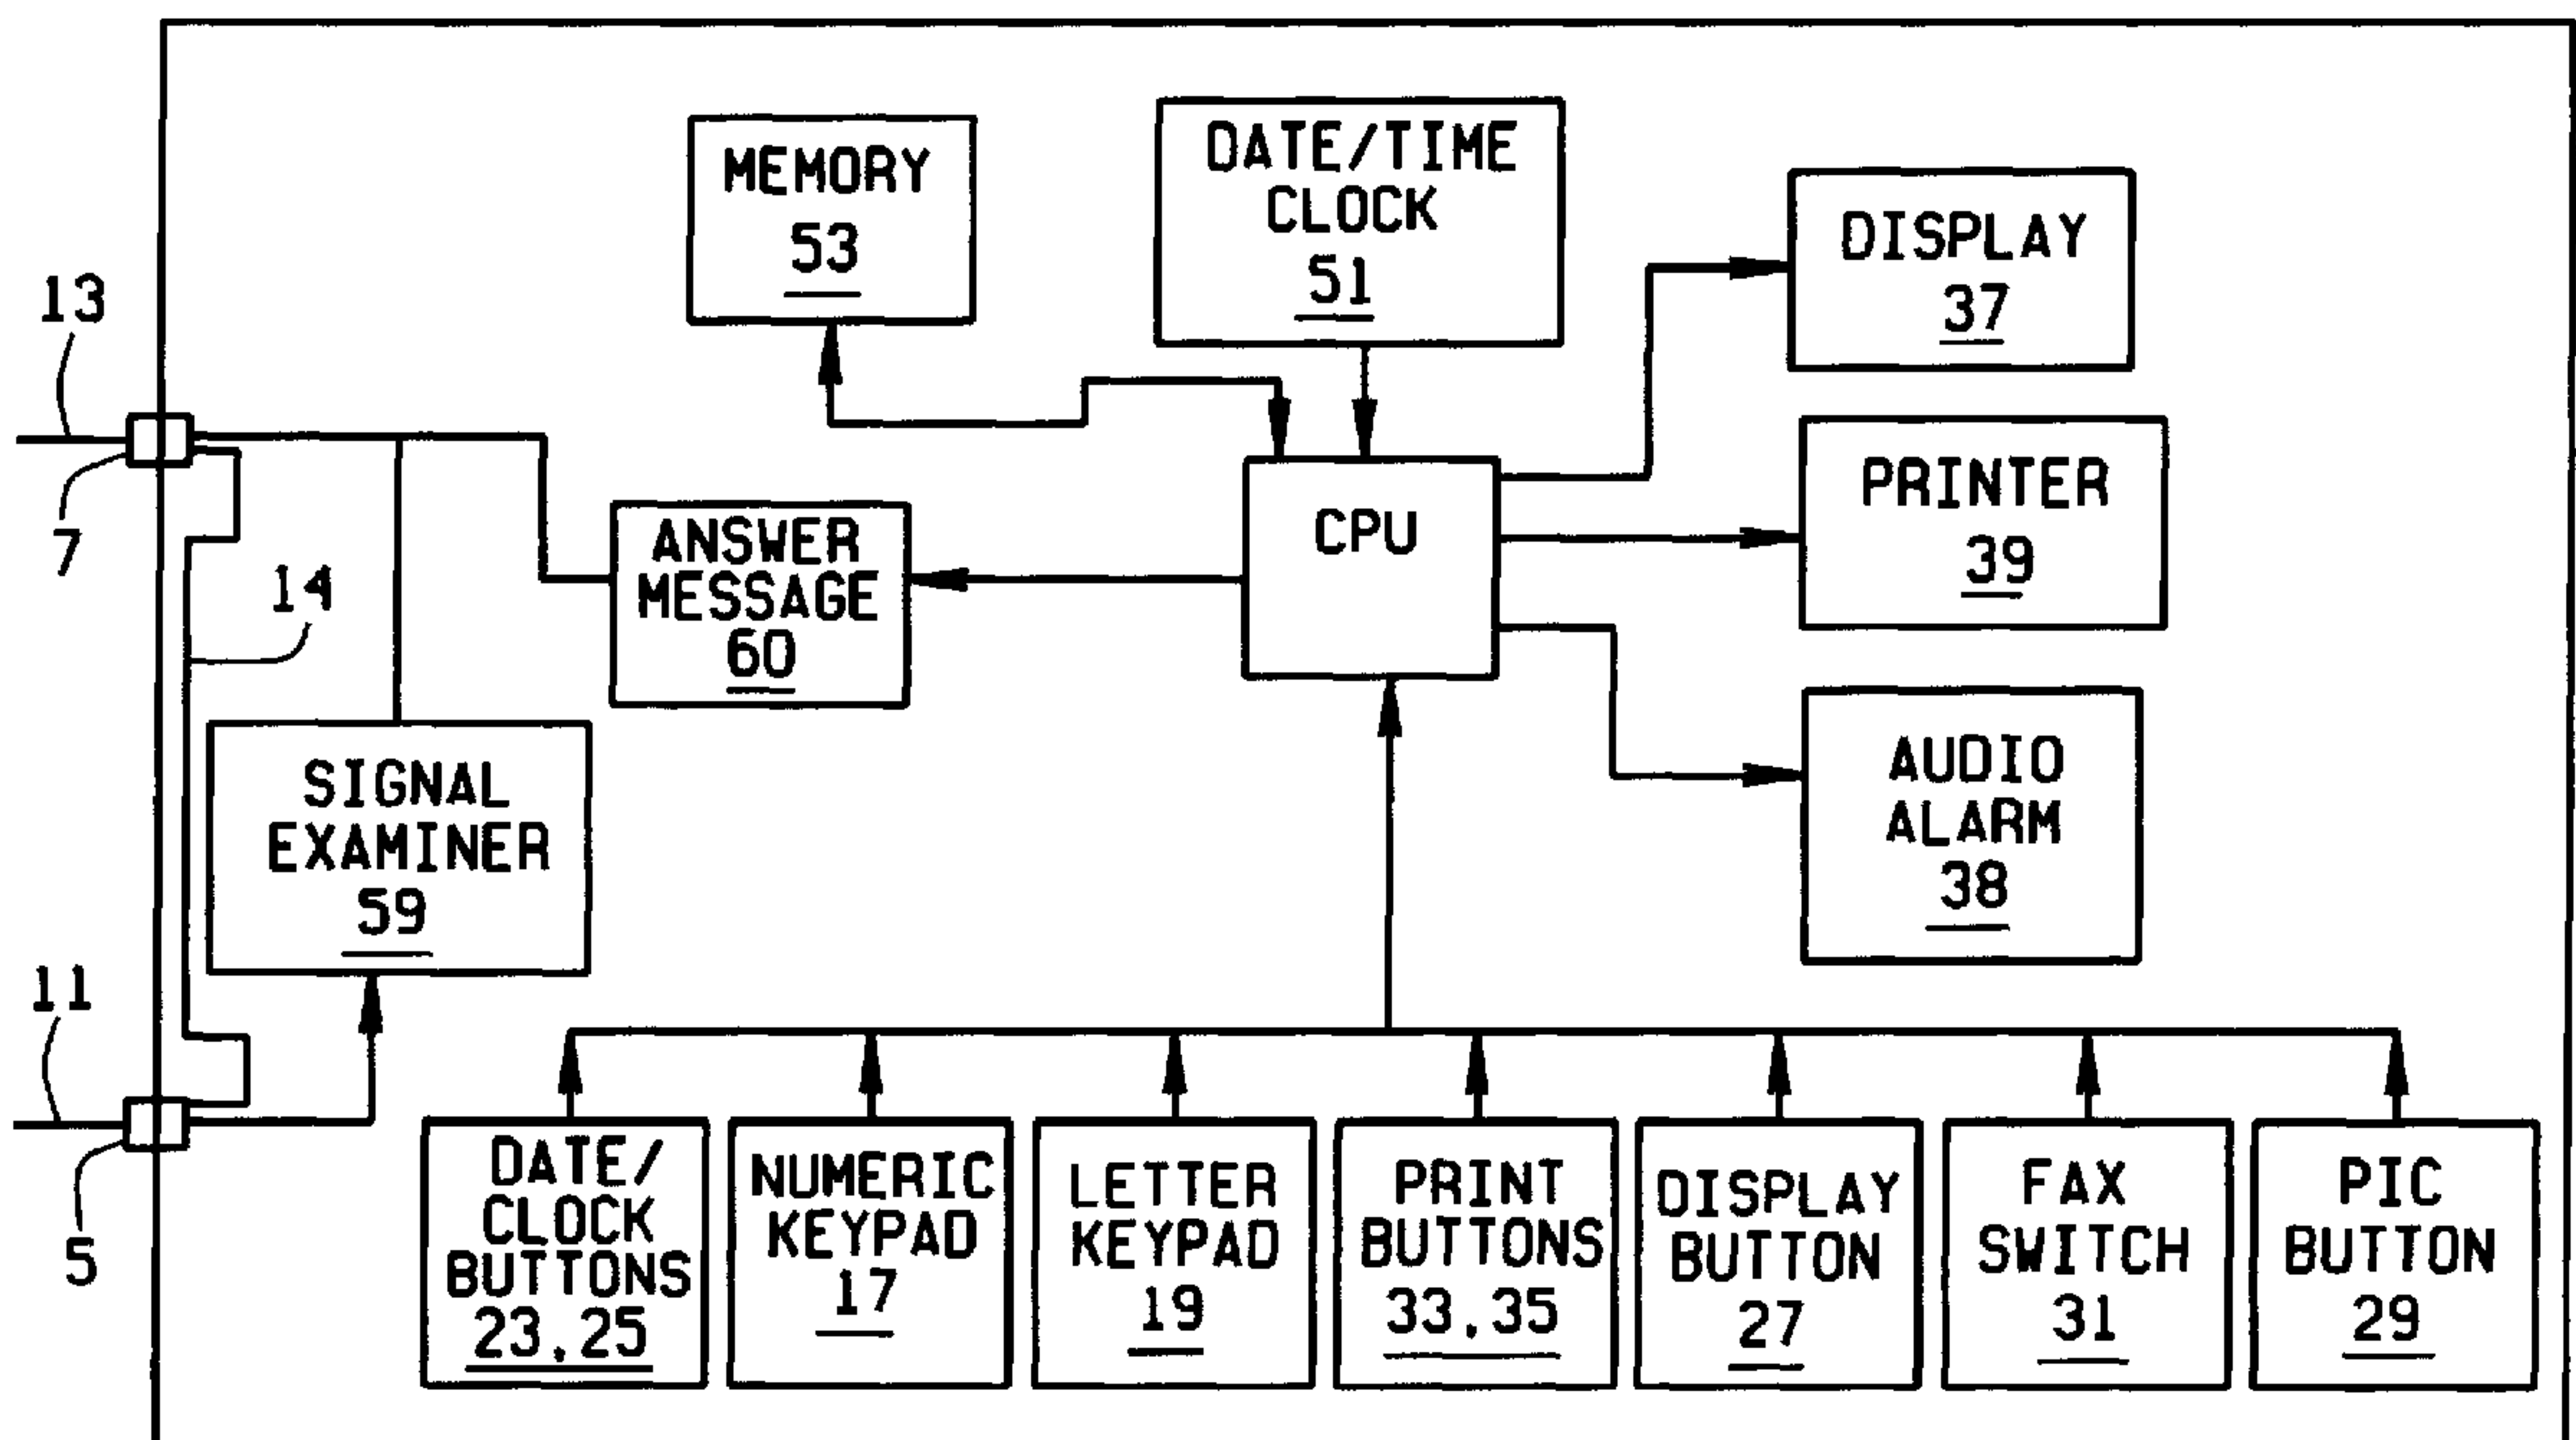 MEMORY
53
DATE/TIME
CLOCK
51
DISPLAY
37
13
7
14
ANSWER
MESSAGE
60
CPU
PRINTER
39
SIGNAL
EXAMINER
59
AUDIO
ALARM
38
11
5
DATE/
CLOCK
BUTTONS
23,25
NUMERIC
KEYPAD
17
LETTER
KEYPAD
19
PRINT
BUTTONS
33,35
DISPLAY
BUTTON
27
FAX
SWITCH
31
PIC
BUTTON
29